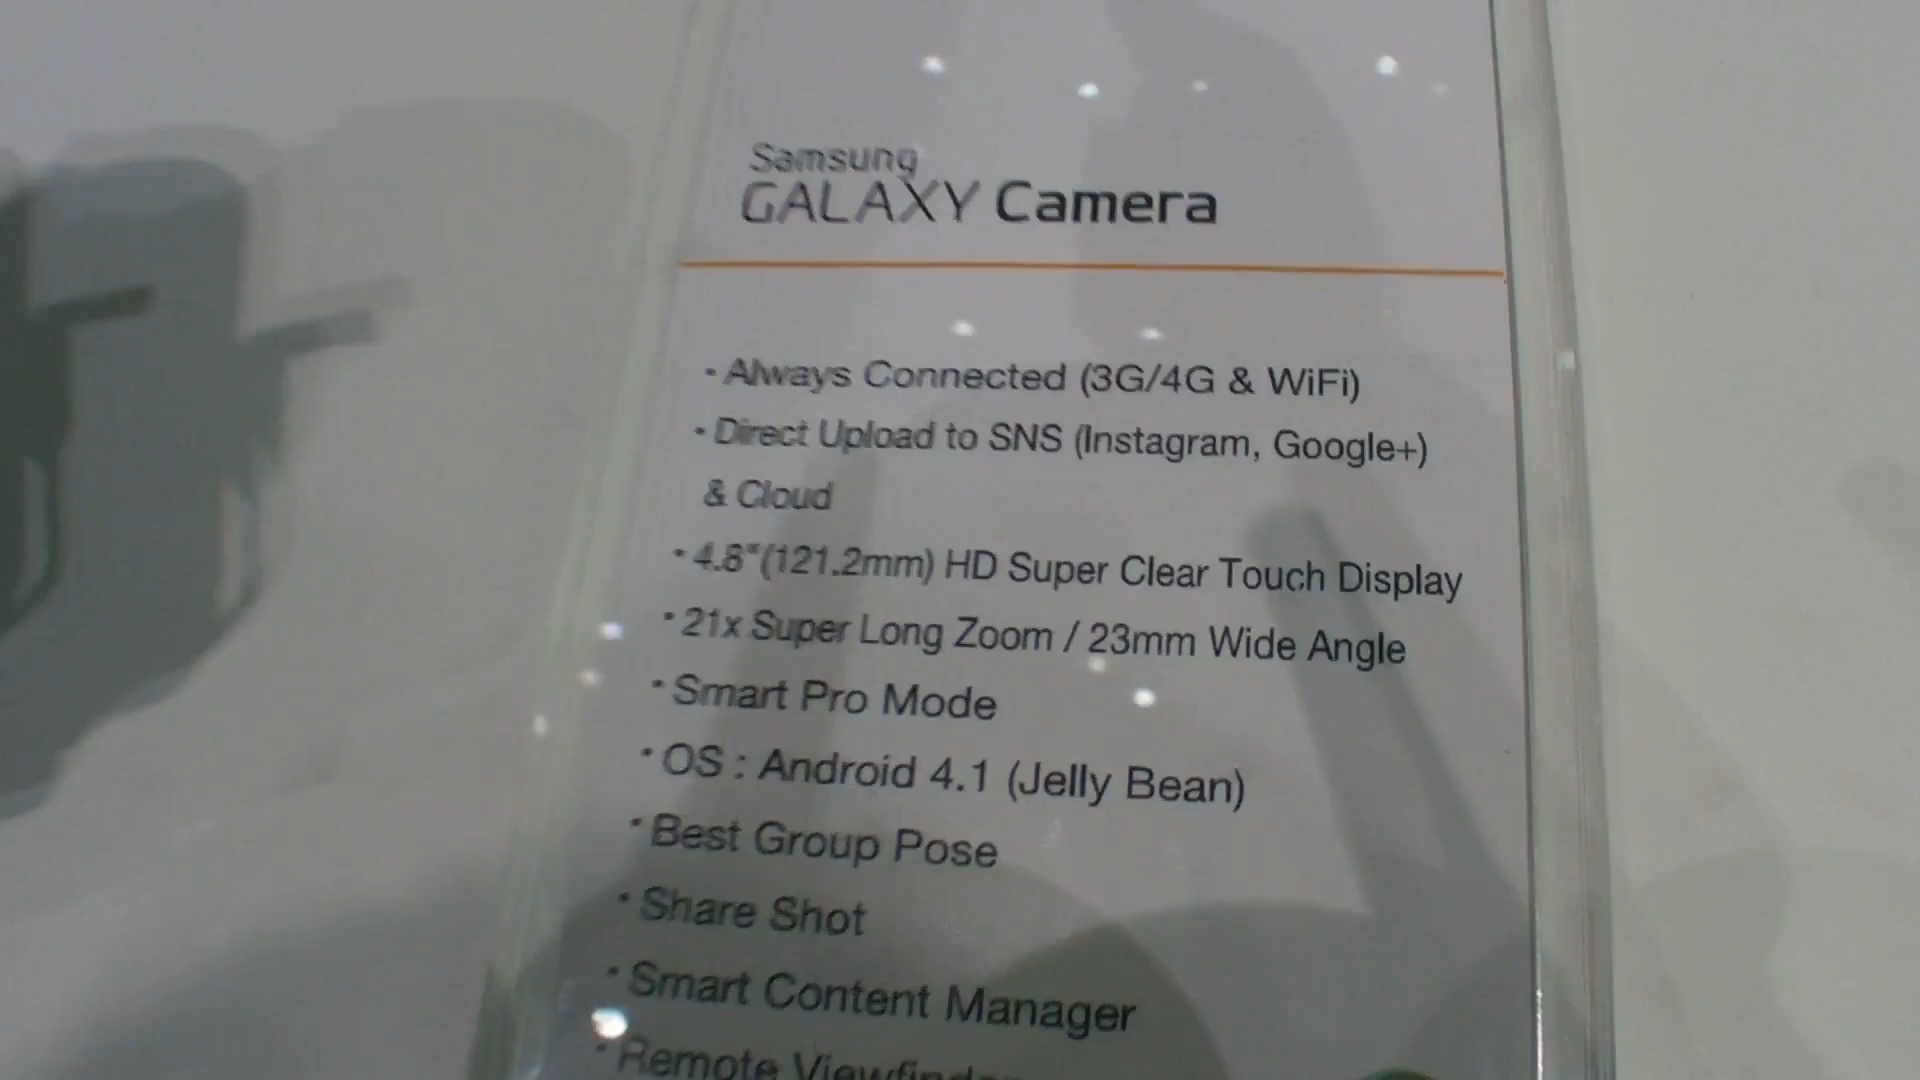 Samsung
GALAXY Camera
· Always Connected (3G/4G & WiFi)
· Direct Upload to SNS (Instagram, Google+)
& Cloud
· 4.8"(121.2mm) HD Super Clear Touch Display
· 21x Super Long Zoom / 23mm Wide Angle
· Smart Pro Mode
· OS : Android 4.1 (Jelly Bean)
· Best Group Pose
· Share Shot
· Smart Content Manager
· Remote Viewfinder